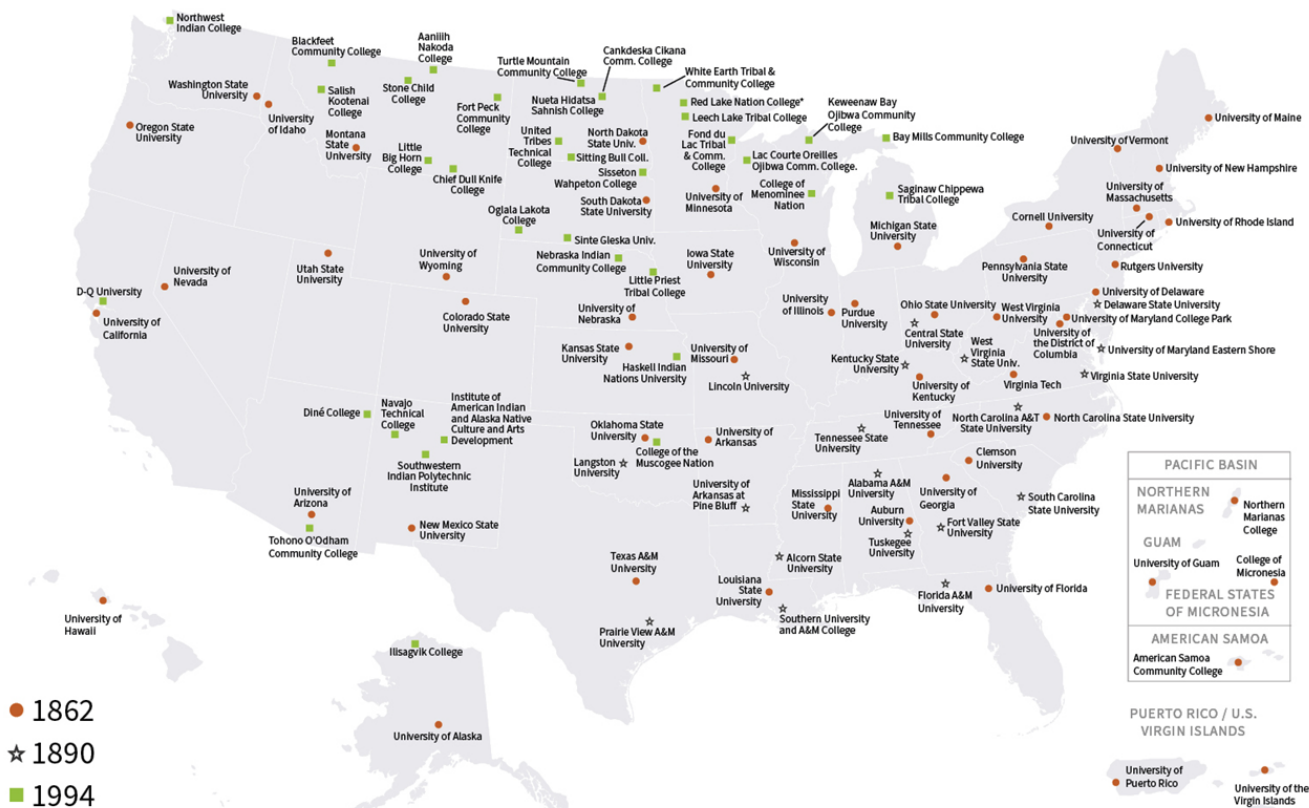 Northwest
Indian College
Blackfeet
Community College
Aaniiih
Nakoda
College
Turtle Mountain
Community College
Cankdeska Cikana
Comm. College
White Earth Tribal &
Community College
Washington State
University
University
of Idaho
Salish
Kootenai
College
Stone Child
College
Fort Peck
Community
College
Nueta Hidatsa
Sahnish College
Red Lake Nation College*
Leech Lake Tribal College
Keweenaw Bay
Ojibwa Community
College
Bay Mills Community College
University of Maine
Oregon State
University
Montana
State
University
Little
Big Horn
College
Chief Dull Knife
College
United
Tribes
Technical
College
North Dakota
State Univ.
Sitting Bull Coll.
Sisseton
Wahpeton College
South Dakota
State University
Fond du
Lac Tribal
& Comm.
College
Lac Courte Oreilles
Ojibwa Comm. College.
College of
Menominee
Nation
Saginaw Chippewa
Tribal College
University of
Minnesota
University of Vermont
University of New Hampshire
University of
Massachusetts
Cornell University
University of
Connecticut
University of Rhode Island
Oglala Lakota
College
Sinte Gleska Univ.
Nebraska Indian
Community College
Little Priest
Tribal College
Iowa State
University
University of
Wisconsin
Michigan State
University
Pennsylvania State
University
Rutgers University
D-Q University
University of
California
University of
Nevada
Utah State
University
University of
Wyoming
Colorado State
University
University of
Nebraska
Kansas State
University
Haskell Indian
Nations University
University of
Missouri
Lincoln University
University
of Illinois
Purdue
University
Ohio State University
Central State
University
West Virginia
University
University of Delaware
Delaware State University
University of Maryland College Park
University of
the District of
Columbia
University of Maryland Eastern Shore
Kentucky State
University
University of
Kentucky
West
Virginia
State Univ.
Virginia Tech
Virginia State University
Diné College
Navajo
Technical
College
Institute of
American Indian
and Alaska Native
Culture and Arts
Development
Southwestern
Indian Polytechnic
Institute
Oklahoma State
University
College of the
Muscogee Nation
Langston
University
University of
Arkansas
University of
Arkansas at
Pine Bluff
Tennessee State
University
University of
Tennessee
North Carolina A&T
State University
North Carolina State University
Clemson
University
University of
Arizona
Tohono O'Odham
Community College
New Mexico State
University
Mississippi
State
University
Alabama A&M
University
Auburn
University
Tuskegee
University
University of
Georgia
Fort Valley State
University
South Carolina
State University
Texas A&M
University
Prairie View A&M
University
Louisiana
State
University
Alcorn State
University
Southern University
and A&M College
Florida A&M
University
University of Florida
University of
Hawaii
Ilisagvik College
University of Alaska
PACIFIC BASIN
NORTHERN
MARIANAS
Northern
Marianas
College
GUAM
University of Guam
College of
Micronesia
FEDERAL STATES
OF MICRONESIA
AMERICAN SAMOA
American Samoa
Community College
PUERTO RICO / U.S.
VIRGIN ISLANDS
University of
Puerto Rico
University of the
Virgin Islands
1862
1890
1994